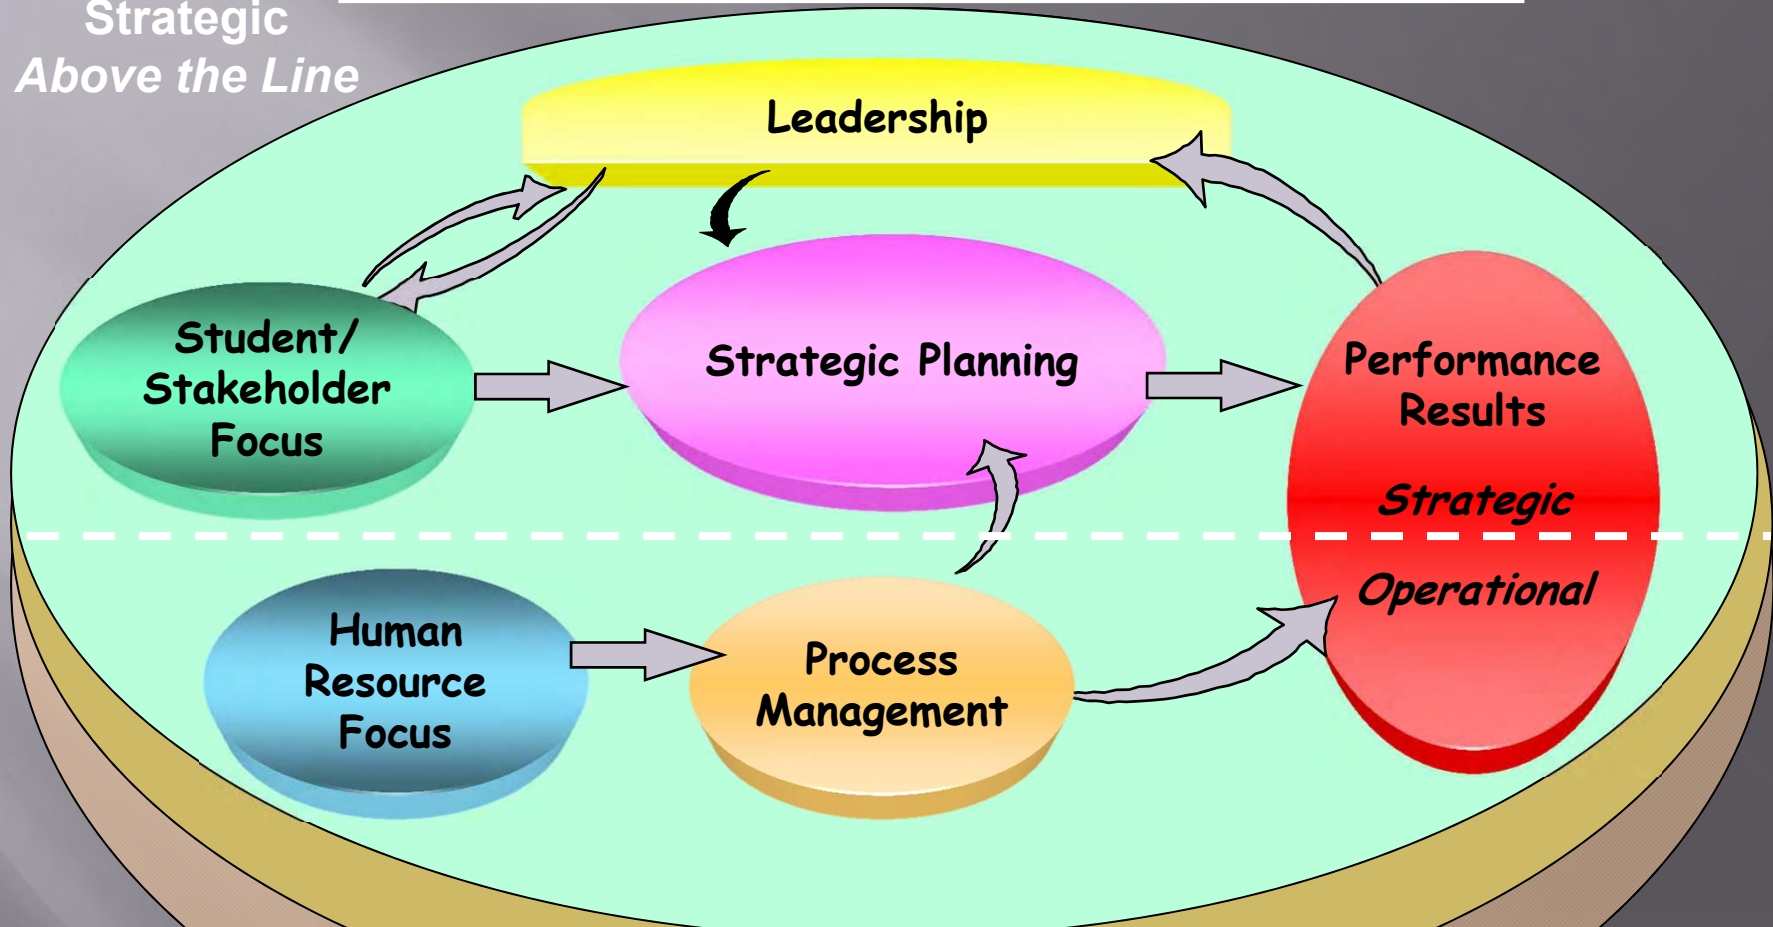 Strategic
Above the Line
Leadership
Student/
Stakeholder
Focus
Strategic Planning
Performance
Results
Strategic
Operational
Human
Resource
Focus
Process
Management